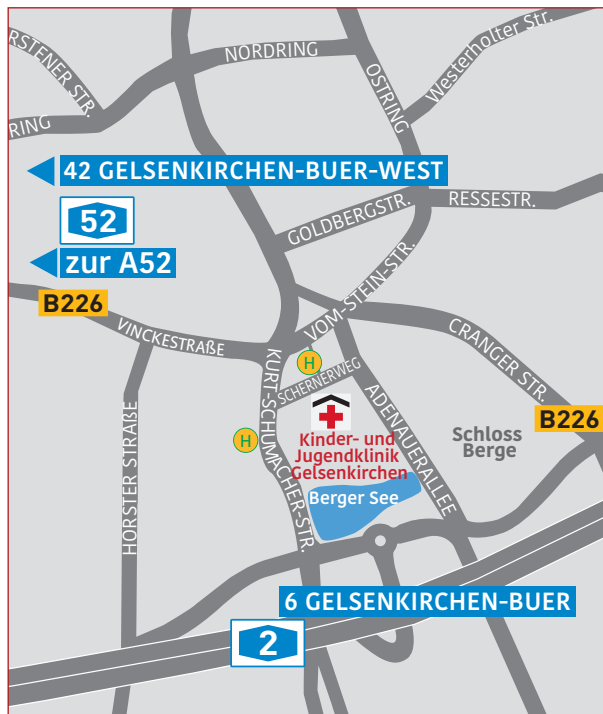 RSTENER STR.
NORDRING
OSTRING
Westerholter Str.
RING
42 GELSENKIRCHEN-BUER-WEST
RESSESTR.
GOLDBERGSTR.
52
zur A52
VOM-STEIN-STR.
B226
VINCKESTRAẞE
CRANGER STR.
H
SCHERNERWEG
KURT-SCHUMACHER-STR.
ADENAUERALLEE
B226
H
Kinder- und
Jugendklinik
Gelsenkirchen
Schloss
Berge
HORSTER STRAẞE
Berger See
6 GELSENKIRCHEN-BUER
2